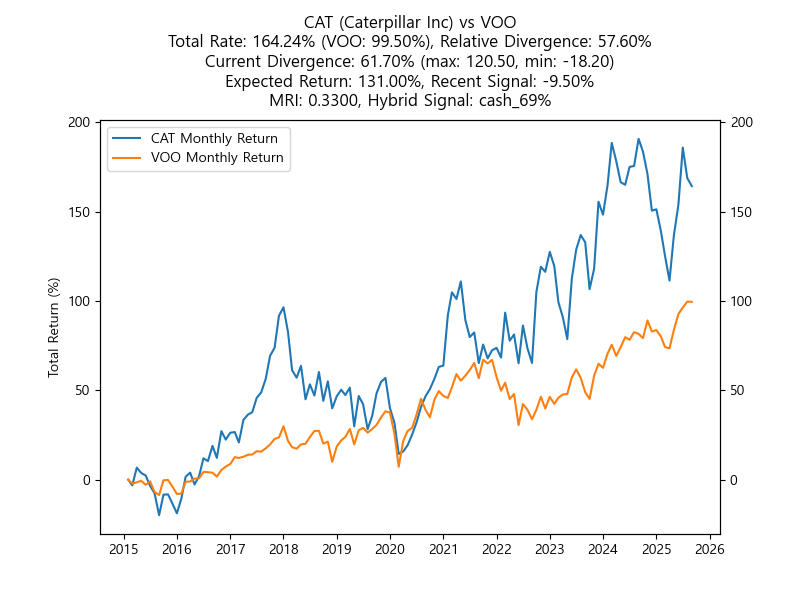 CAT (Caterpillar Inc) vs VOO
Total Rate: 164.24% (VOO: 99.50%), Relative Divergence: 57.60%
Current Divergence: 61.70% (max: 120.50, min: -18.20)
Expected Return: 131.00%, Recent Signal: -9.50%
MRI: 0.3300, Hybrid Signal: cash_69%
CAT Monthly Return
VOO Monthly Return
Total Return (%)
200
150
100
50
0
200
150
100
50
0
2015 2016 2017 2018 2019 2020 2021 2022 2023 2024 2025 2026